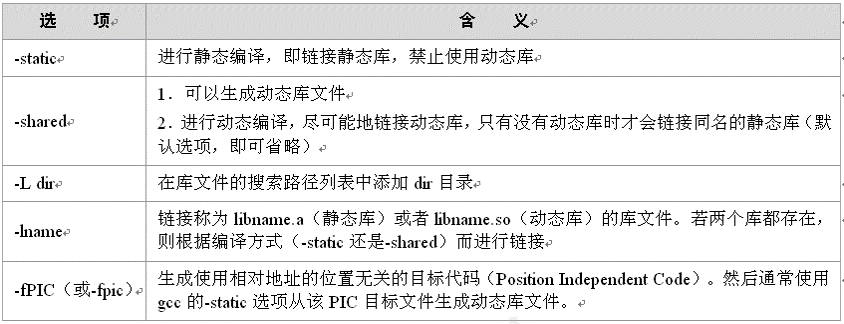 选 项 含 义
-static 进行静态编译，即链接静态库，禁止使用动态库
1．可以生成动态库文件
-shared
2．进行动态编译，尽可能地链接动态库，只有没有动态库时才会链接同名的静态库（默
认选项，即可省略）
-L dir 在库文件的搜索路径列表中添加 dir 目录
-lname
链接称为 libname.a（静态库）或者 libname.so（动态库）的库文件。若两个库都存在，
则根据编译方式（-static 还是-shared）而进行链接
-fPIC（或-fpic）
生成使用相对地址的位置无关的目标代码（Position Independent Code）。然后通常使用
gcc 的-static 选项从该 PIC 目标文件生成动态库文件。